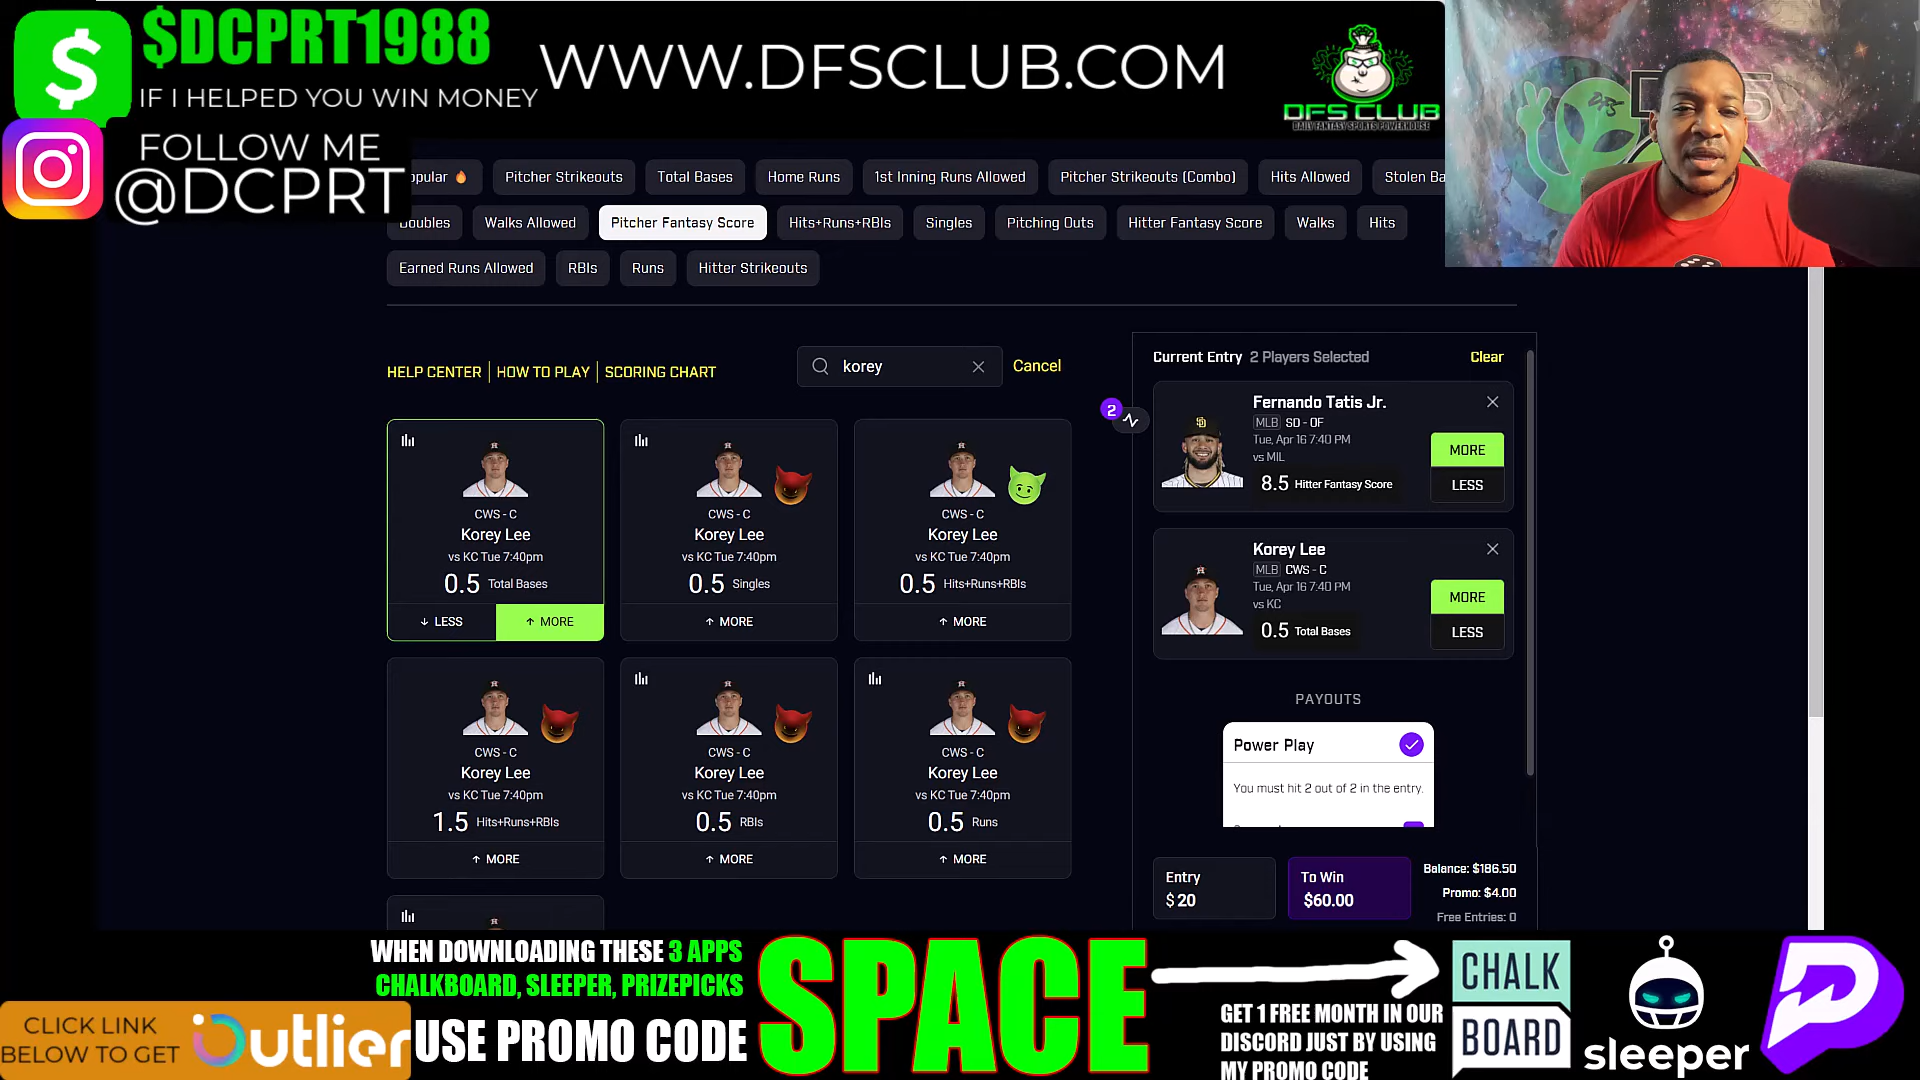 $DCPRT1988
IF I HELPED YOU WIN MONEY
WWW.DFSCLUB.COM
DFS CLUB
DAILY FANTASY SPORTS POWERHOUSE
FOLLOW ME
@DCPRT
opular
Pitcher Strikeouts
Total Bases
Home Runs
1st Inning Runs Allowed
Pitcher Strikeouts (Combo)
Hits Allowed
Stolen Ba
Doubles
Walks Allowed
Pitcher Fantasy Score
Hits+Runs+RBIs
Singles
Pitching Outs
Hitter Fantasy Score
Walks
Hits
Earned Runs Allowed
RBIs
Runs
Hitter Strikeouts
HELP CENTER
HOW TO PLAY
SCORING CHART
korey
Cancel
CWS - C
Korey Lee
vs KC Tue 7:40pm
0.5 Total Bases
LESS
MORE
CWS - C
Korey Lee
vs KC Tue 7:40pm
0.5 Singles
MORE
CWS - C
Korey Lee
vs KC Tue 7:40pm
0.5 Hits+Runs+RBIs
MORE
CWS - C
Korey Lee
vs KC Tue 7:40pm
1.5 Hits+Runs+RBIs
MORE
CWS - C
Korey Lee
vs KC Tue 7:40pm
0.5 RBIs
MORE
CWS - C
Korey Lee
vs KC Tue 7:40pm
0.5 Runs
MORE
2
Current Entry 2 Players Selected
Clear
Fernando Tatis Jr.
MLB SD - OF
Tue, Apr 16 7:40 PM
vs MIL
8.5 Hitter Fantasy Score
MORE
LESS
Korey Lee
MLB CWS - C
Tue, Apr 16 7:40 PM
vs KC
0.5 Total Bases
MORE
LESS
PAYOUTS
Power Play
You must hit 2 out of 2 in the entry.
Entry
$ 20
To Win
$60.00
Balance: $186.50
Promo: $4.00
Free Entries: 0
WHEN DOWNLOADING THESE 3 APPS
CHALKBOARD, SLEEPER, PRIZEPICKS
USE PROMO CODE
SPACE
CLICK LINK
BELOW TO GET
Outlier
GET 1 FREE MONTH IN OUR
DISCORD JUST BY USING
MY PROMO CODE
CHALK
BOARD
sleeper